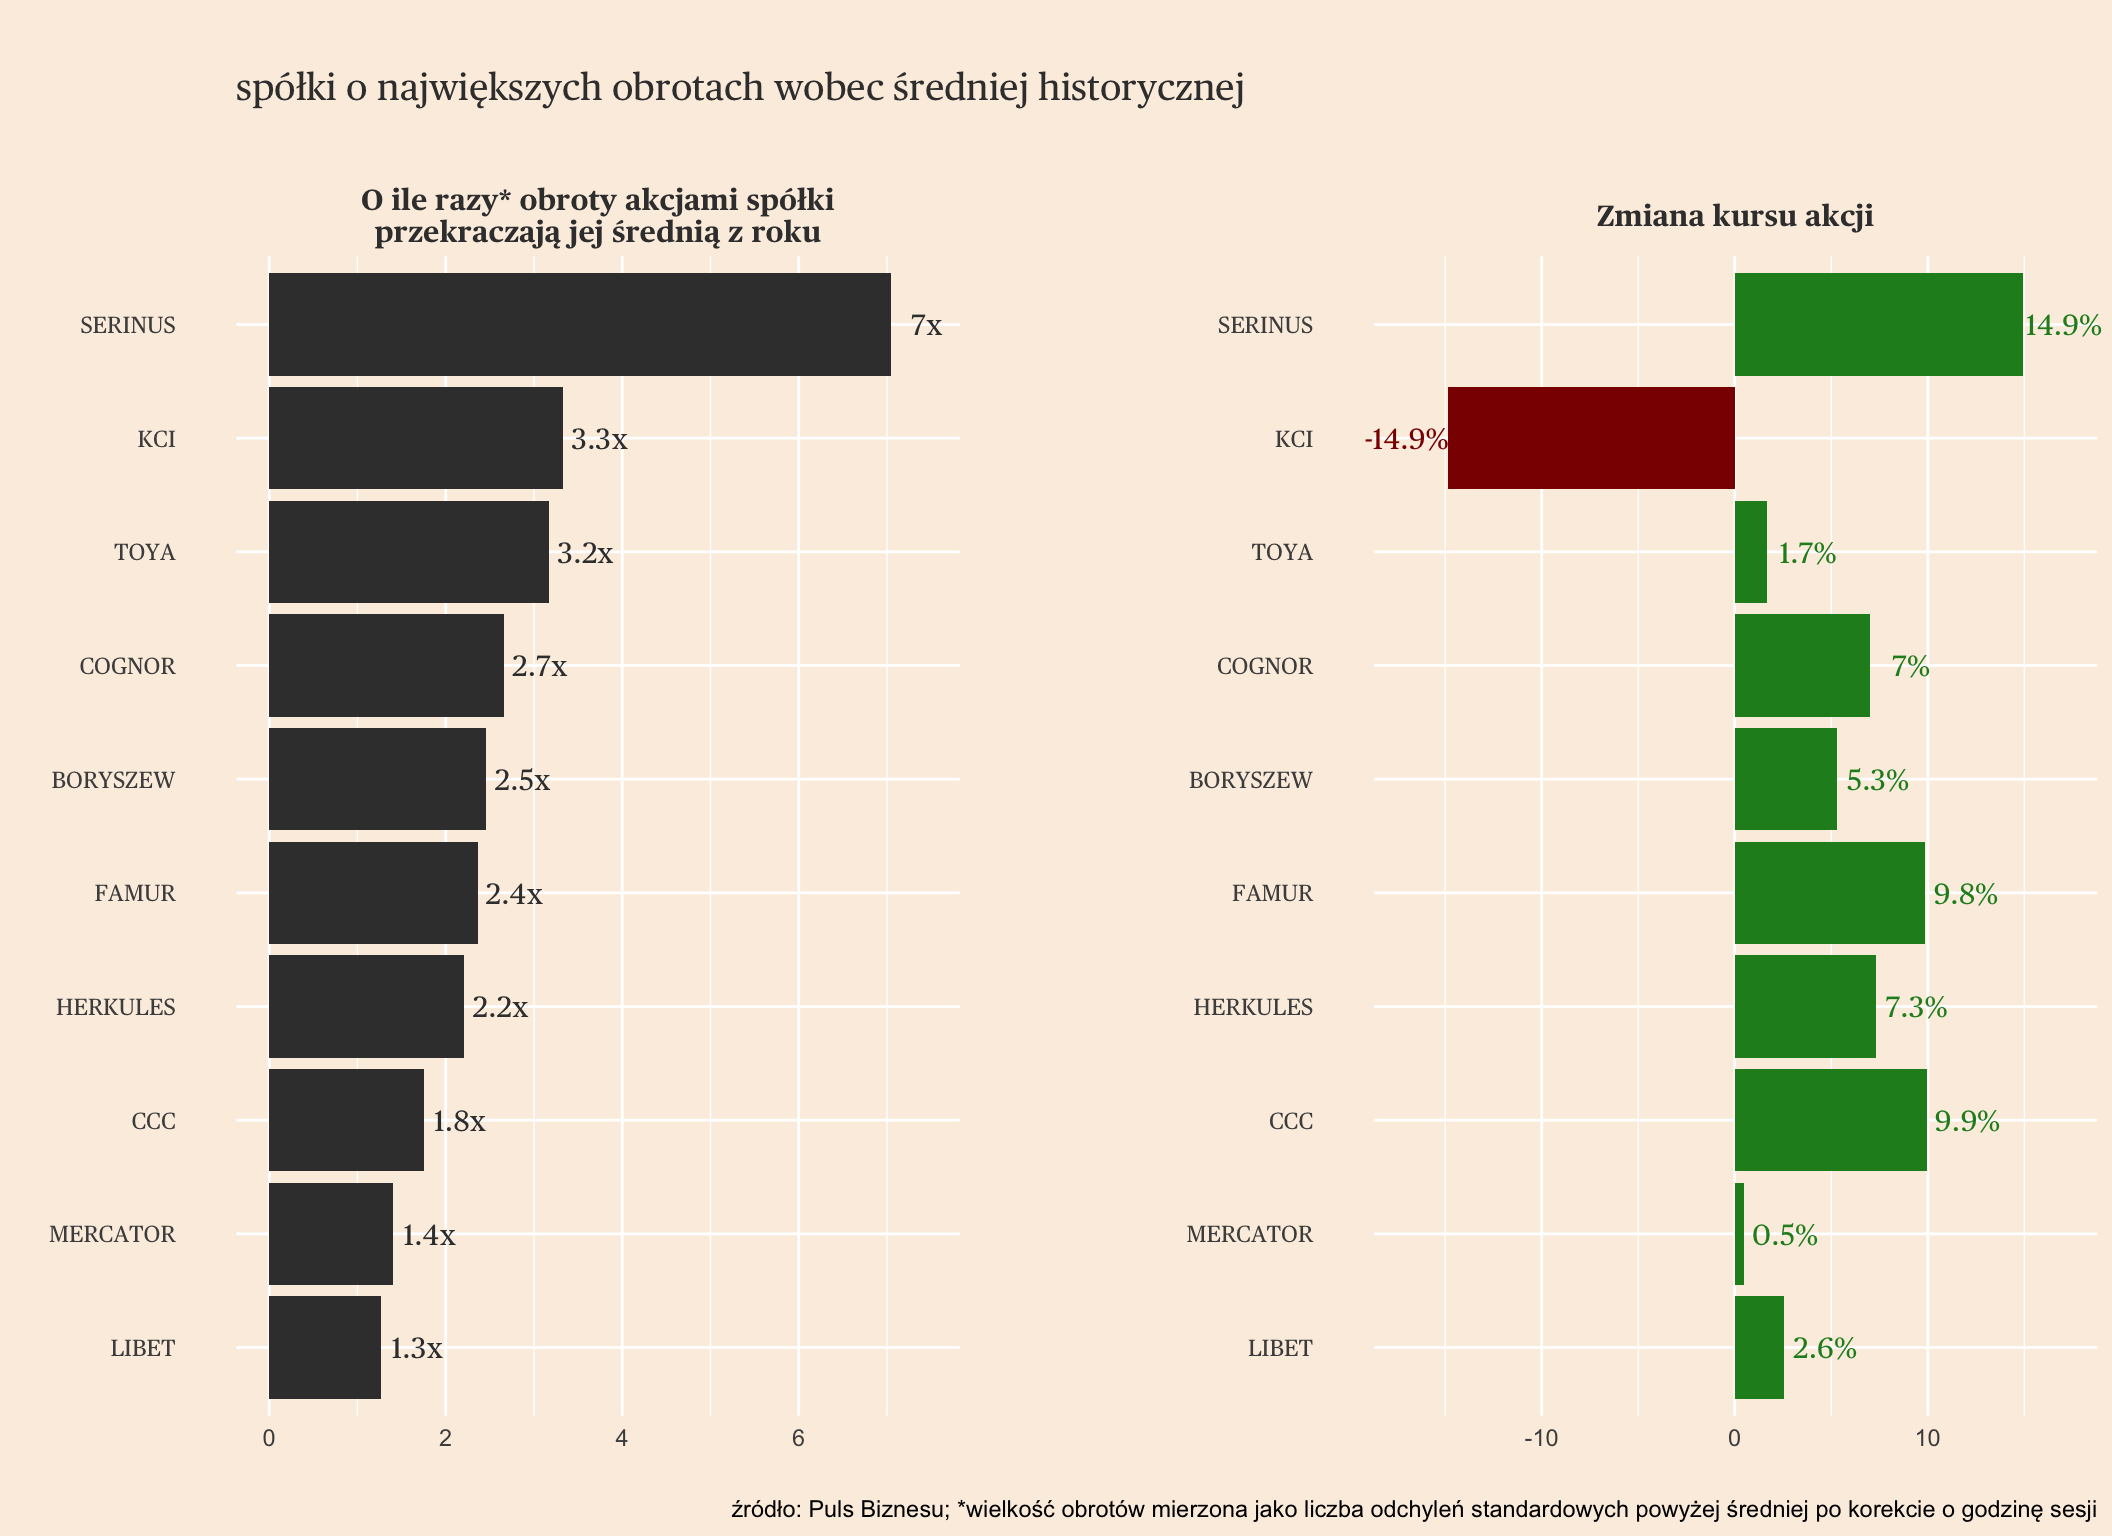 spółki o największych obrotach wobec średniej historycznej
O ile razy* obroty akcjami spółki
przekraczają jej średnią z roku
SERINUS 7x
KCI 3.3x
TOYA 3.2x
COGNOR 2.7x
BORYSZEW 2.5x
FAMUR 2.4x
HERKULES 2.2x
CCC 1.8x
MERCATOR 1.4x
LIBET 1.3x
0 2 4 6
Zmiana kursu akcji
SERINUS 14.9%
KCI -14.9%
TOYA 1.7%
COGNOR 7%
BORYSZEW 5.3%
FAMUR 9.8%
HERKULES 7.3%
CCC 9.9%
MERCATOR 0.5%
LIBET 2.6%
-10 0 10
źródło: Puls Biznesu; *wielkość obrotów mierzona jako liczba odchyleń standardowych powyżej średniej po korekcie o godzinę sesji